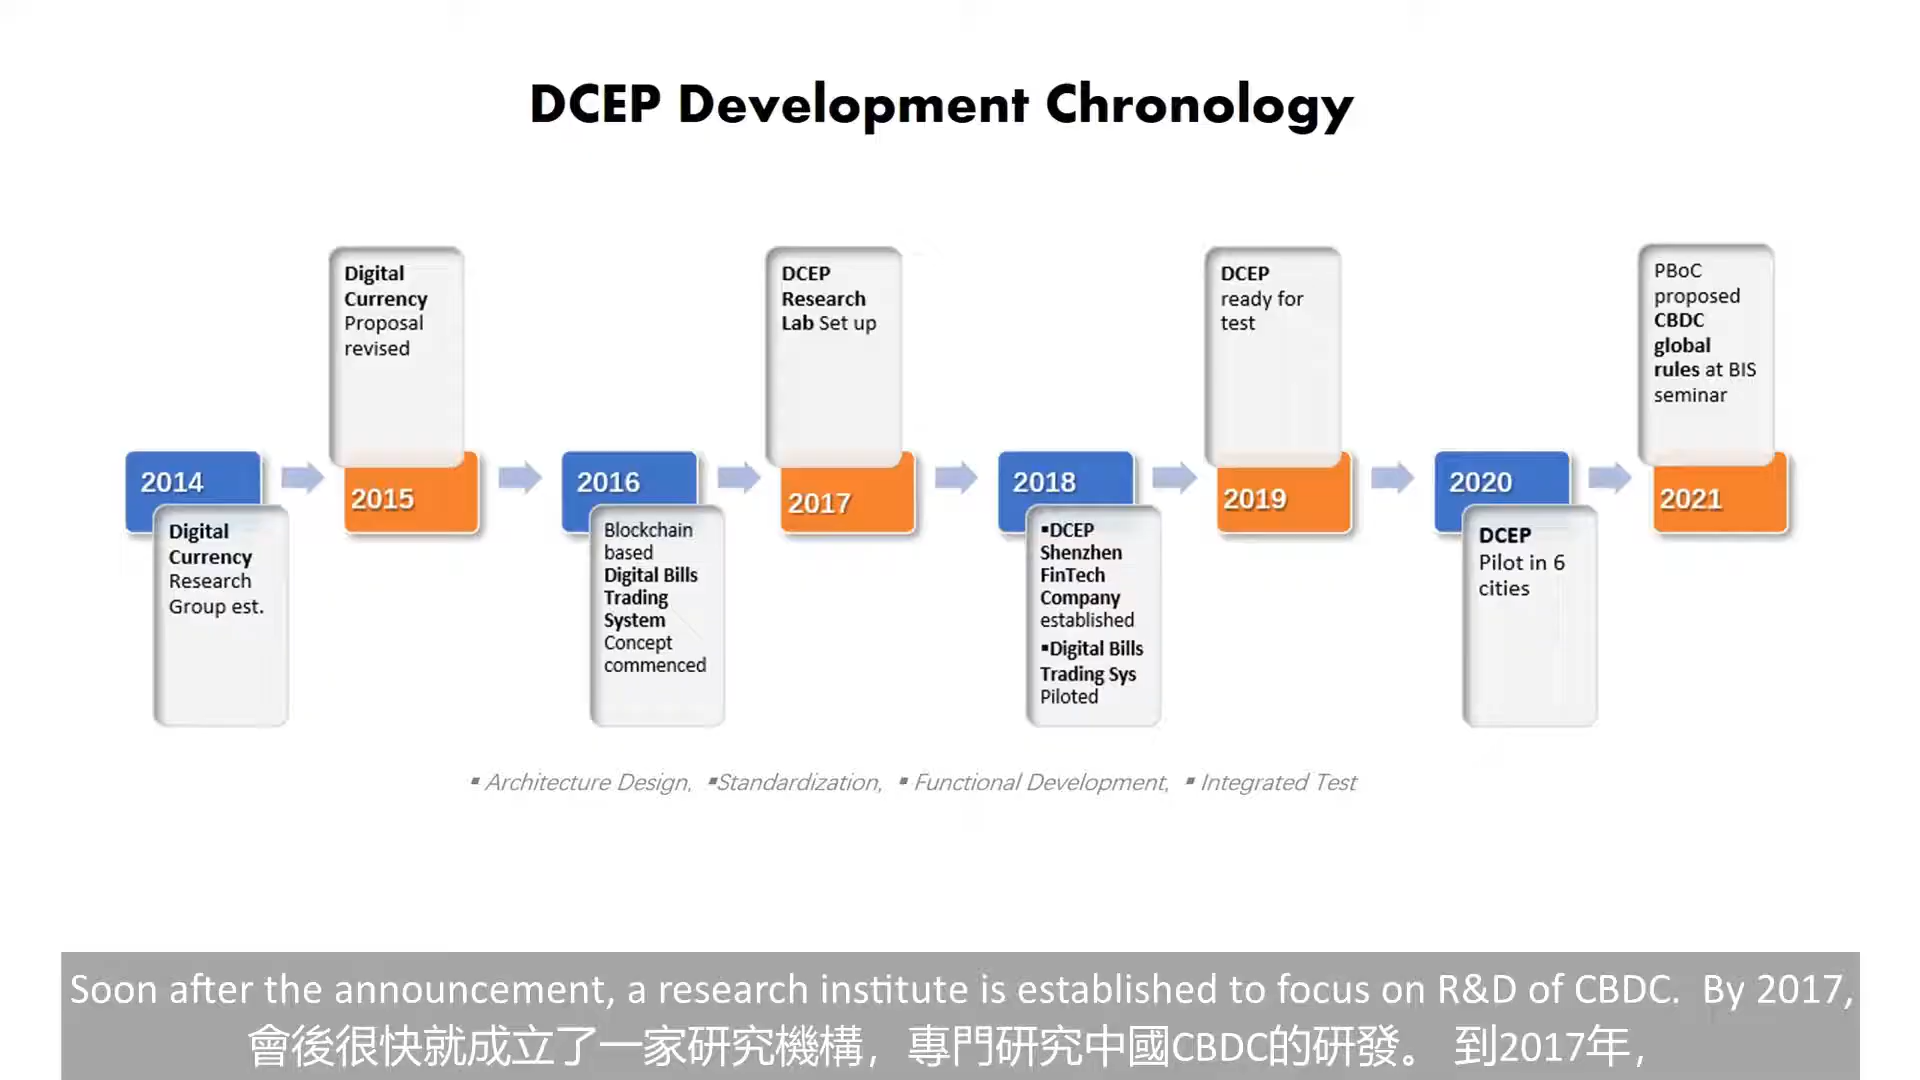 DCEP Development Chronology
2014
Digital
Currency
Research
Group est.
Digital
Currency
Proposal
revised
2015
2016
Blockchain
based
Digital Bills
Trading
System
Concept
commenced
DCEP
Research
Lab Set up
2017
2018
▪DCEP
Shenzhen
FinTech
Company
established
▪Digital Bills
Trading Sys
Piloted
DCEP
ready for
test
2019
2020
DCEP
Pilot in 6
cities
PBoC
proposed
CBDC
global
rules at BIS
seminar
2021
▪ Architecture Design, ▪Standardization, ▪ Functional Development, ▪ Integrated Test
Soon after the announcement, a research institute is established to focus on R&D of CBDC. By 2017,
會後很快就成立了一家研究機構，專門研究中國CBDC的研發。 到2017年，